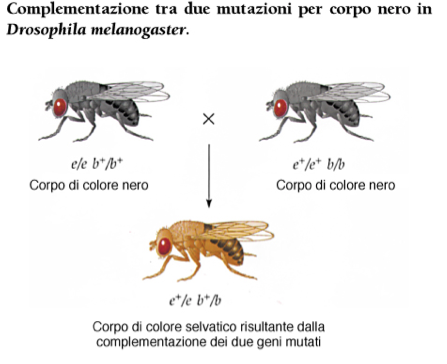 Complementazione tra due mutazioni per corpo nero in
Drosophila melanogaster.
×
e/e b⁺/b⁺
e⁺/e⁺ b/b
Corpo di colore nero
Corpo di colore nero
e⁺/e b⁺/b
Corpo di colore selvatico risultante dalla
complementazione dei due geni mutati